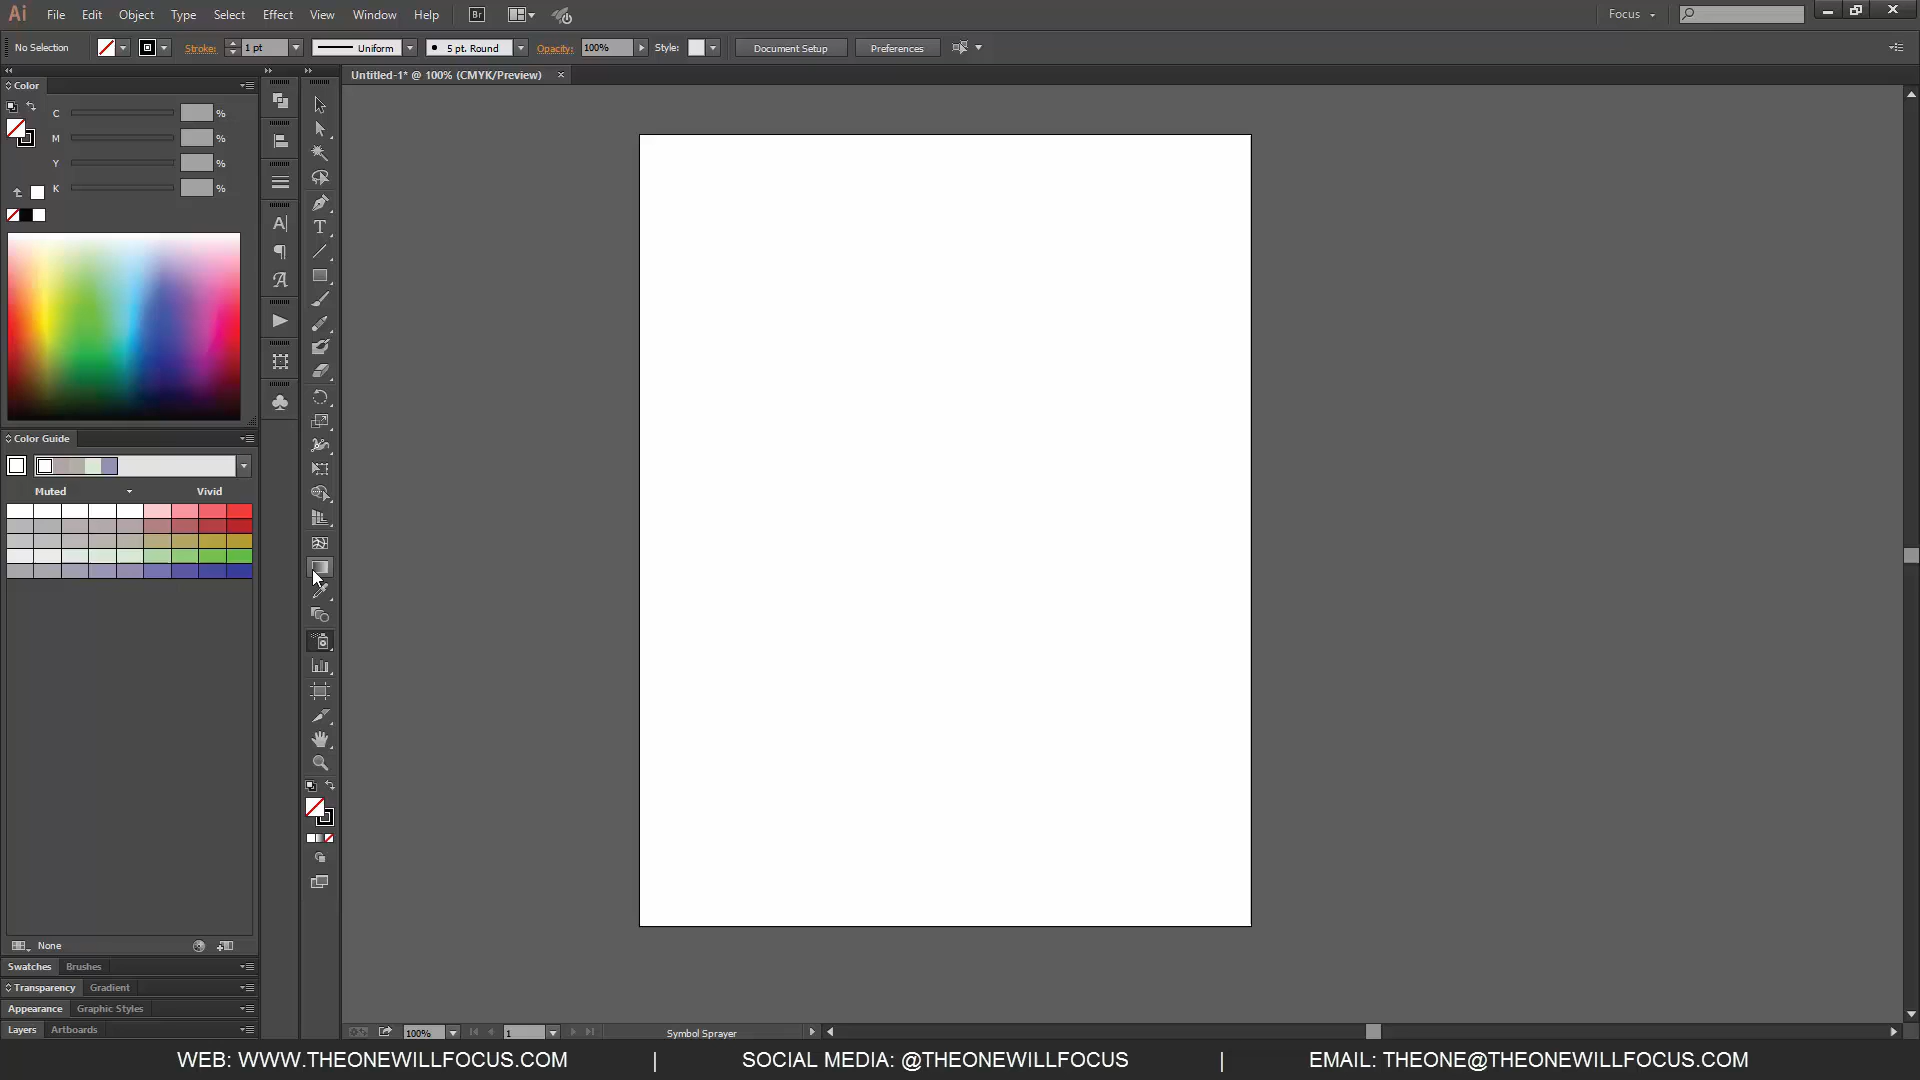 Ai File Edit Object Type Select Effect View Window Help Br Focus
No Selection Stroke: 1 pt Uniform 5 pt. Round Opacity: 100% Style: Document Setup Preferences
Untitled-1* @ 100% (CMYK/Preview)
Color
C %
M %
Y %
K %
Color Guide
Muted Vivid
None
Swatches Brushes
Transparency Gradient
Appearance Graphic Styles
Layers Artboards
100% 1 Symbol Sprayer
WEB: WWW.THEONEWILLFOCUS.COM | SOCIAL MEDIA: @THEONEWILLFOCUS | EMAIL: THEONE@THEONEWILLFOCUS.COM